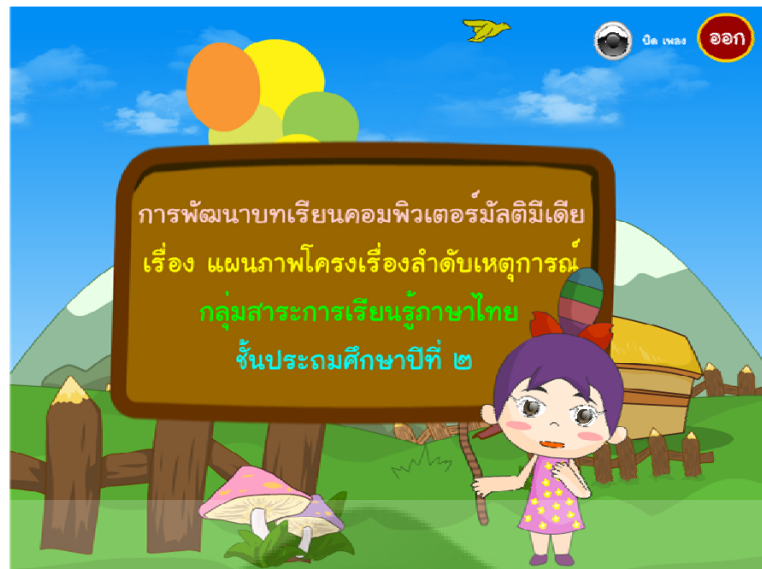 ปิด เพลง
ออก
การพัฒนาบทเรียนคอมพิวเตอร์มัลติมีเดีย
เรื่อง แผนภาพโครงเรื่องลำดับเหตุการณ์
กลุ่มสาระการเรียนรู้ภาษาไทย
ชั้นประถมศึกษาปีที่ ๒